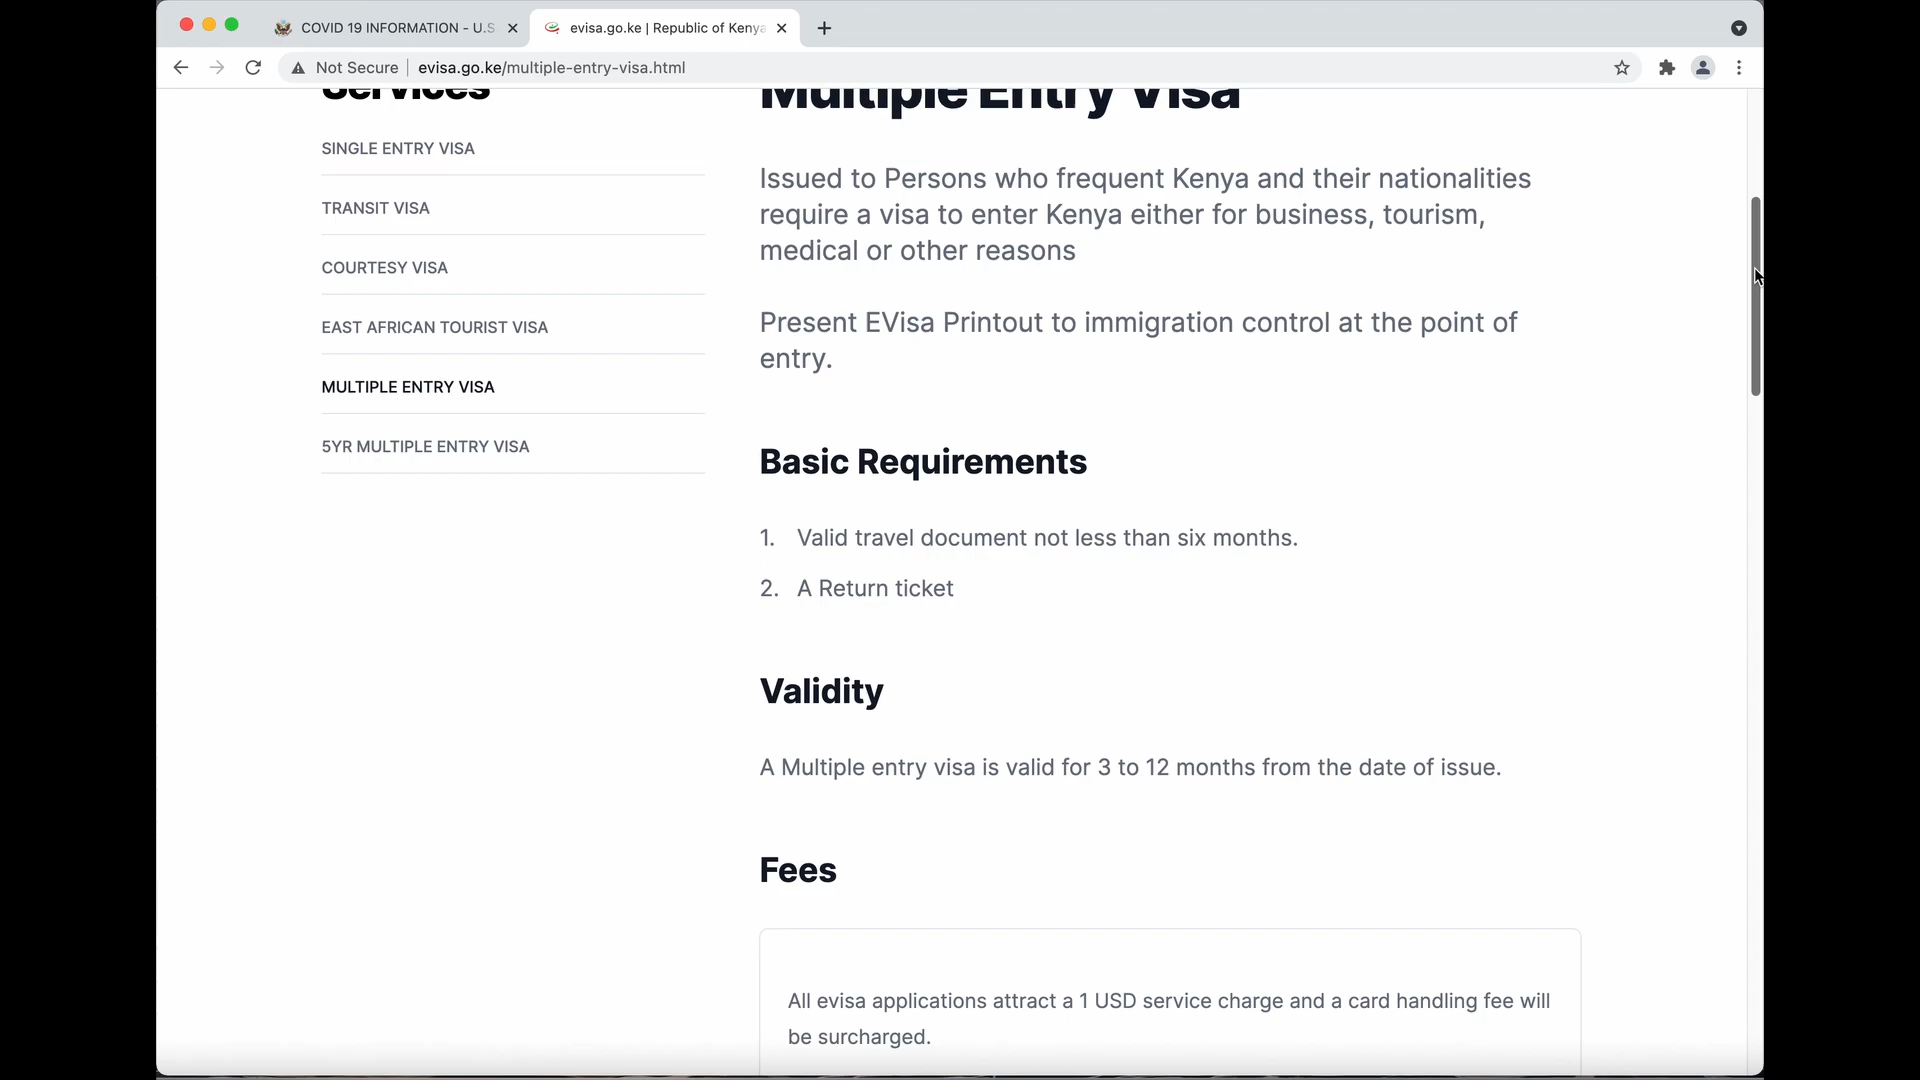 COVID 19 INFORMATION - U.S
evisa.go.ke | Republic of Kenya
Not Secure
evisa.go.ke/multiple-entry-visa.html
Services
SINGLE ENTRY VISA
TRANSIT VISA
COURTESY VISA
EAST AFRICAN TOURIST VISA
MULTIPLE ENTRY VISA
5YR MULTIPLE ENTRY VISA
Multiple Entry Visa
Issued to Persons who frequent Kenya and their nationalities
require a visa to enter Kenya either for business, tourism,
medical or other reasons
Present EVisa Printout to immigration control at the point of
entry.
Basic Requirements
1. Valid travel document not less than six months.
2. A Return ticket
Validity
A Multiple entry visa is valid for 3 to 12 months from the date of issue.
Fees
All evisa applications attract a 1 USD service charge and a card handling fee will
be surcharged.